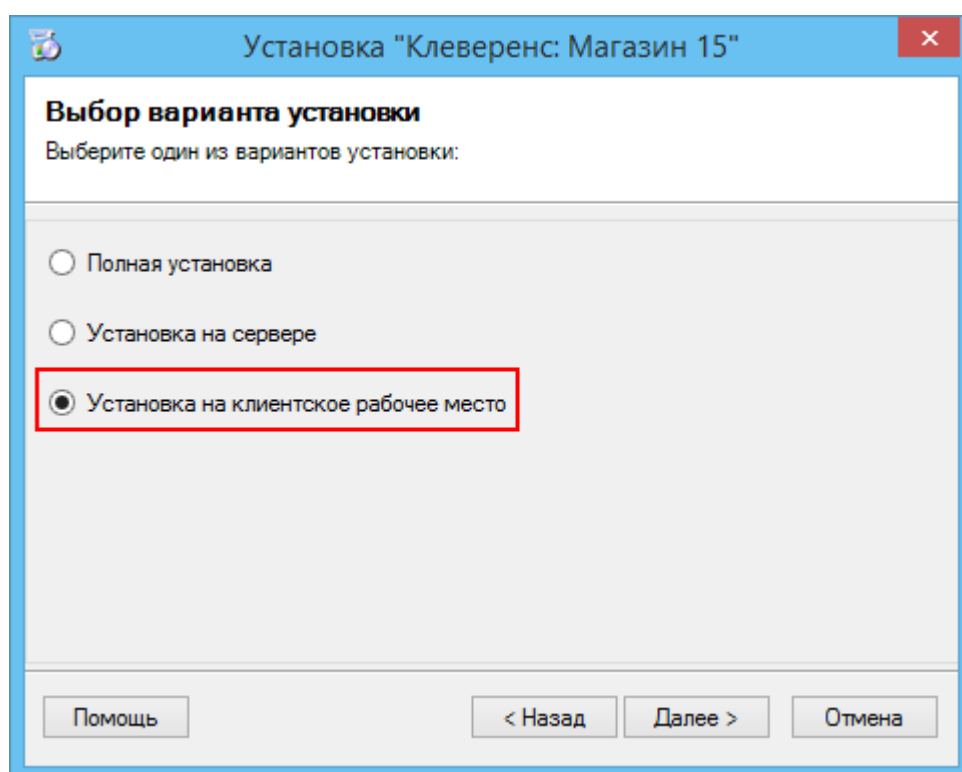 Установка "Клеверенс: Магазин 15"
Выбор варианта установки
Выберите один из вариантов установки:
Полная установка
Установка на сервере
Установка на клиентское рабочее место
Помощь
< Назад
Далее >
Отмена